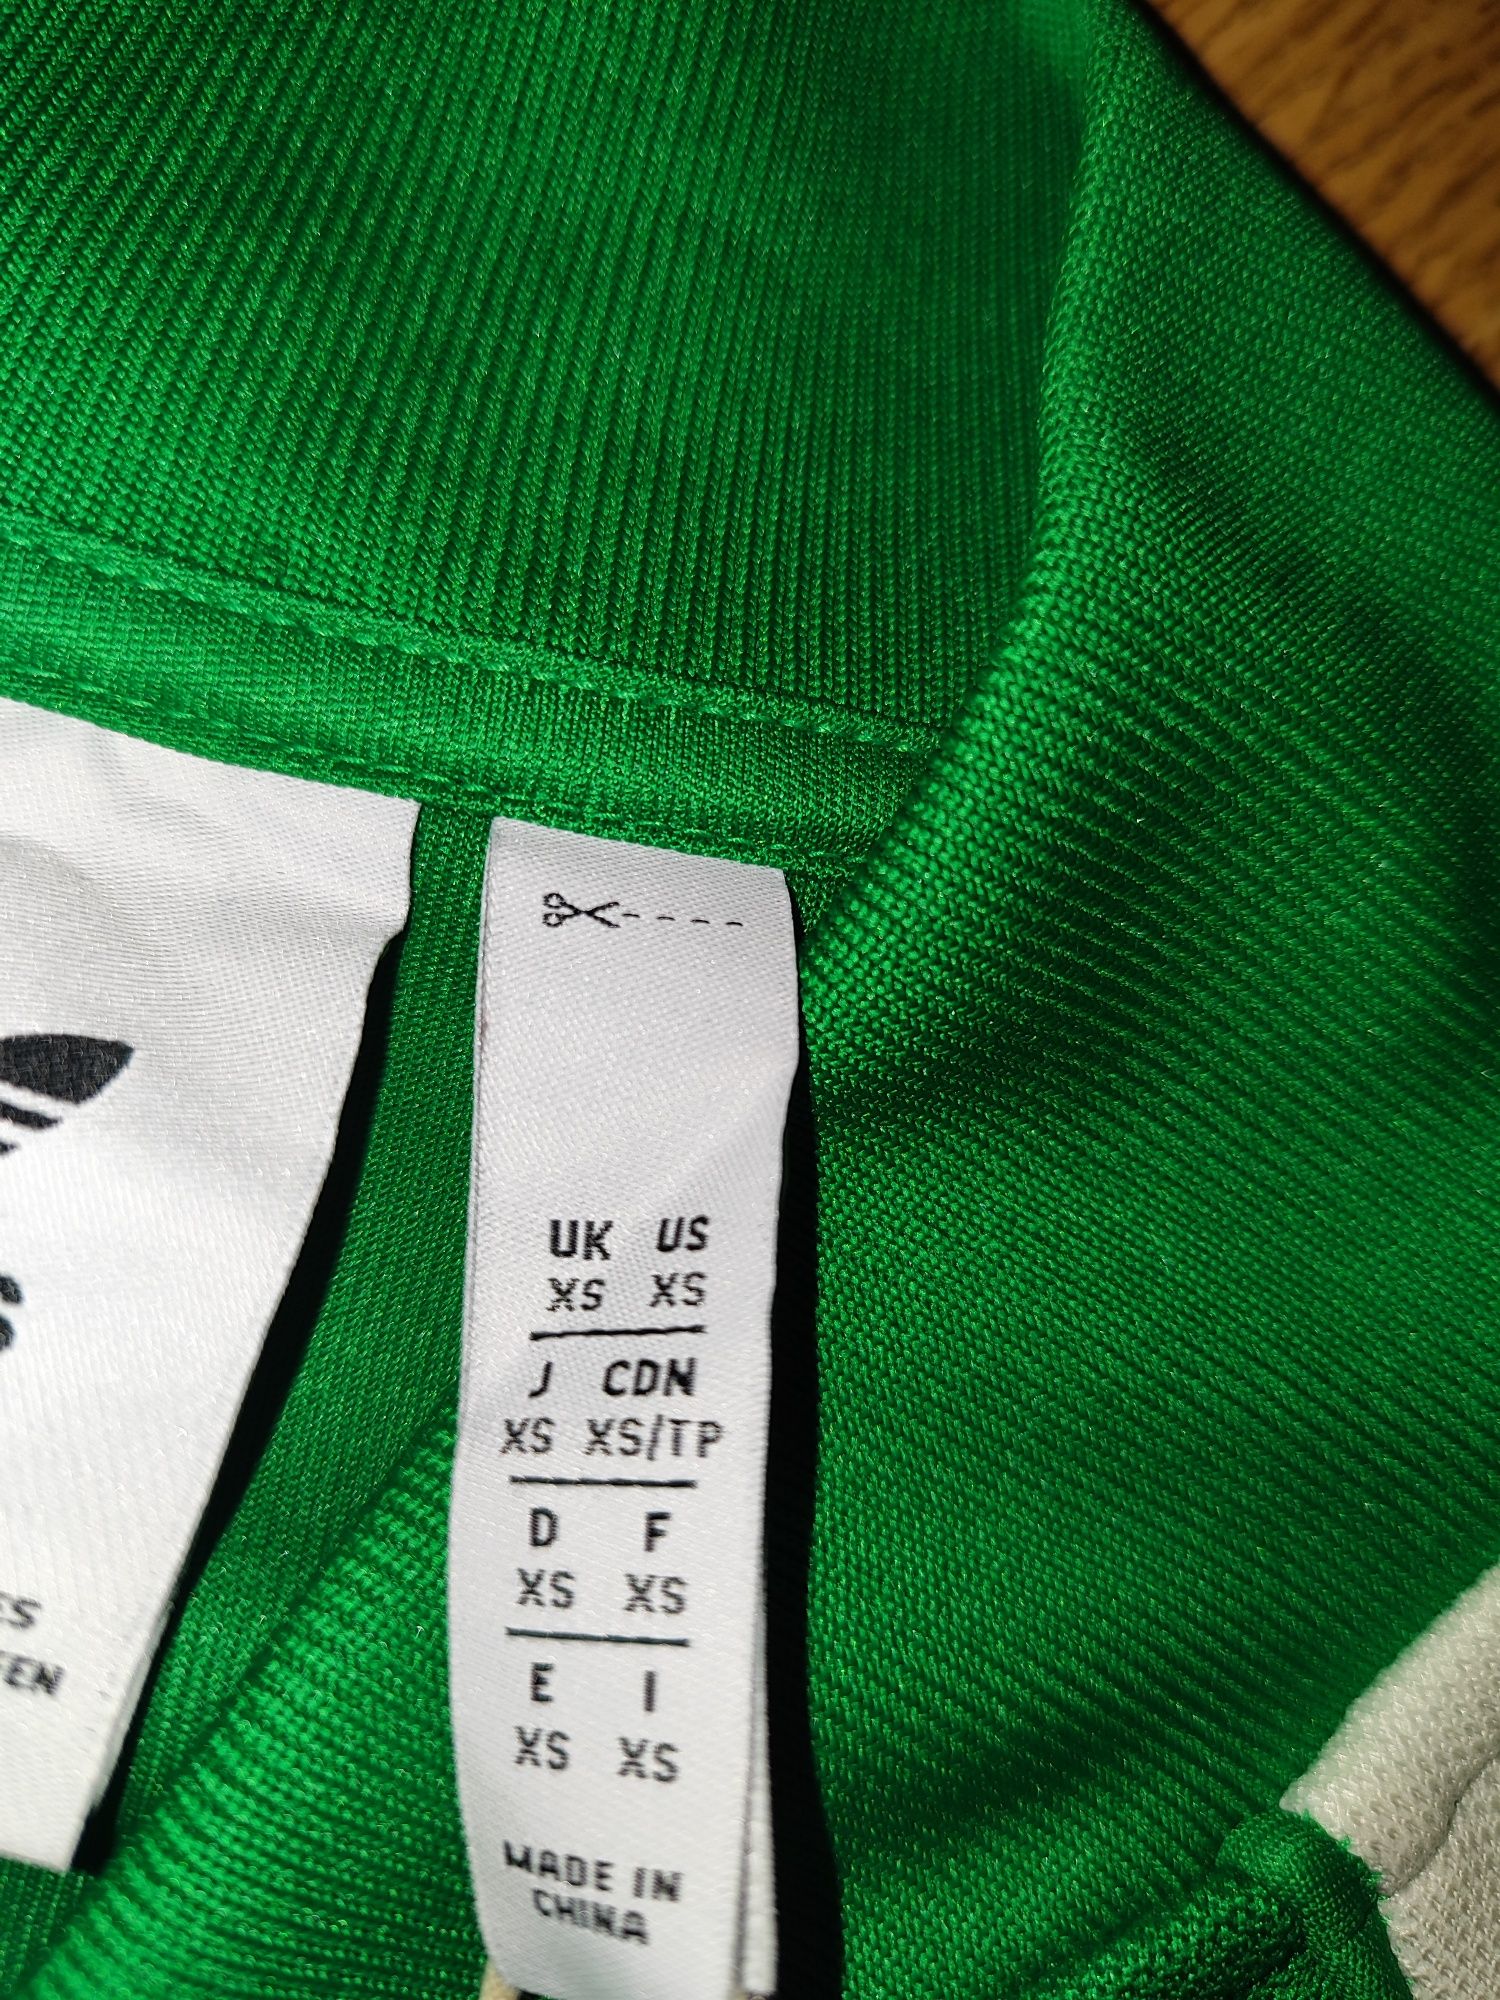 UK US
XS XS
J CDN
XS XS/TP
D F
XS XS
E I
XS XS
MADE IN
CHINA